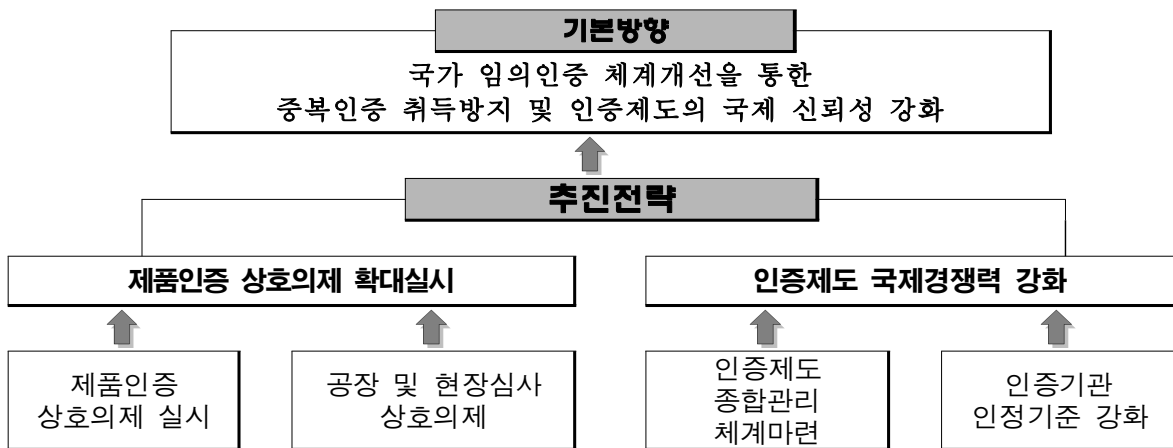 기본방향
국가 임의인증 체계개선을 통한
중복인증 취득방지 및 인증제도의 국제 신뢰성 강화
추진전략
제품인증 상호의제 확대실시
인증제도 국제경쟁력 강화
제품인증
상호의제 실시
공장 및 현장심사
상호의제
인증제도
종합관리
체계마련
인증기관
인정기준 강화